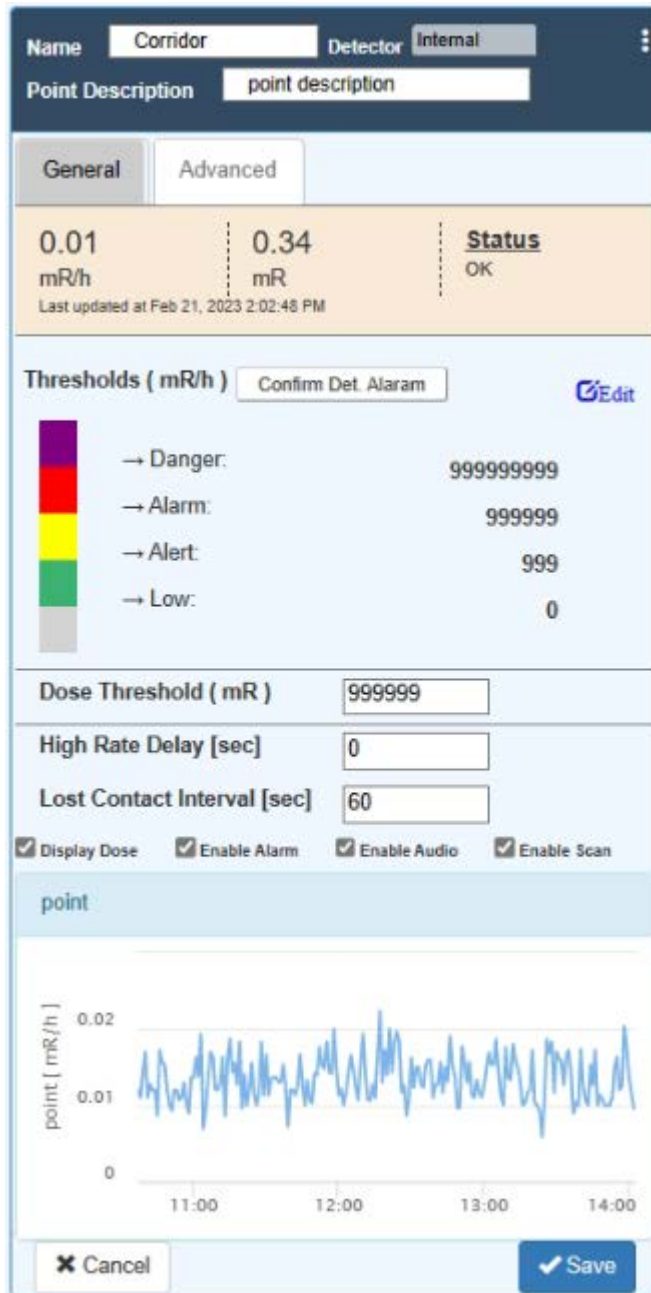 Name Corridor Detector Internal
Point Description point description
General Advanced
0.01 0.34 Status
mR/h mR OK
Last updated at Feb 21, 2023 2:02:48 PM
Thresholds ( mR/h ) Confirm Det. Alaram Edit
→ Danger: 999999999
→ Alarm: 999999
→ Alert: 999
→ Low: 0
Dose Threshold ( mR ) 999999
High Rate Delay [sec] 0
Lost Contact Interval [sec] 60
Display Dose Enable Alarm Enable Audio Enable Scan
point
point [ mR/h ]
0.02
0.01
0
11:00 12:00 13:00 14:00
Cancel Save